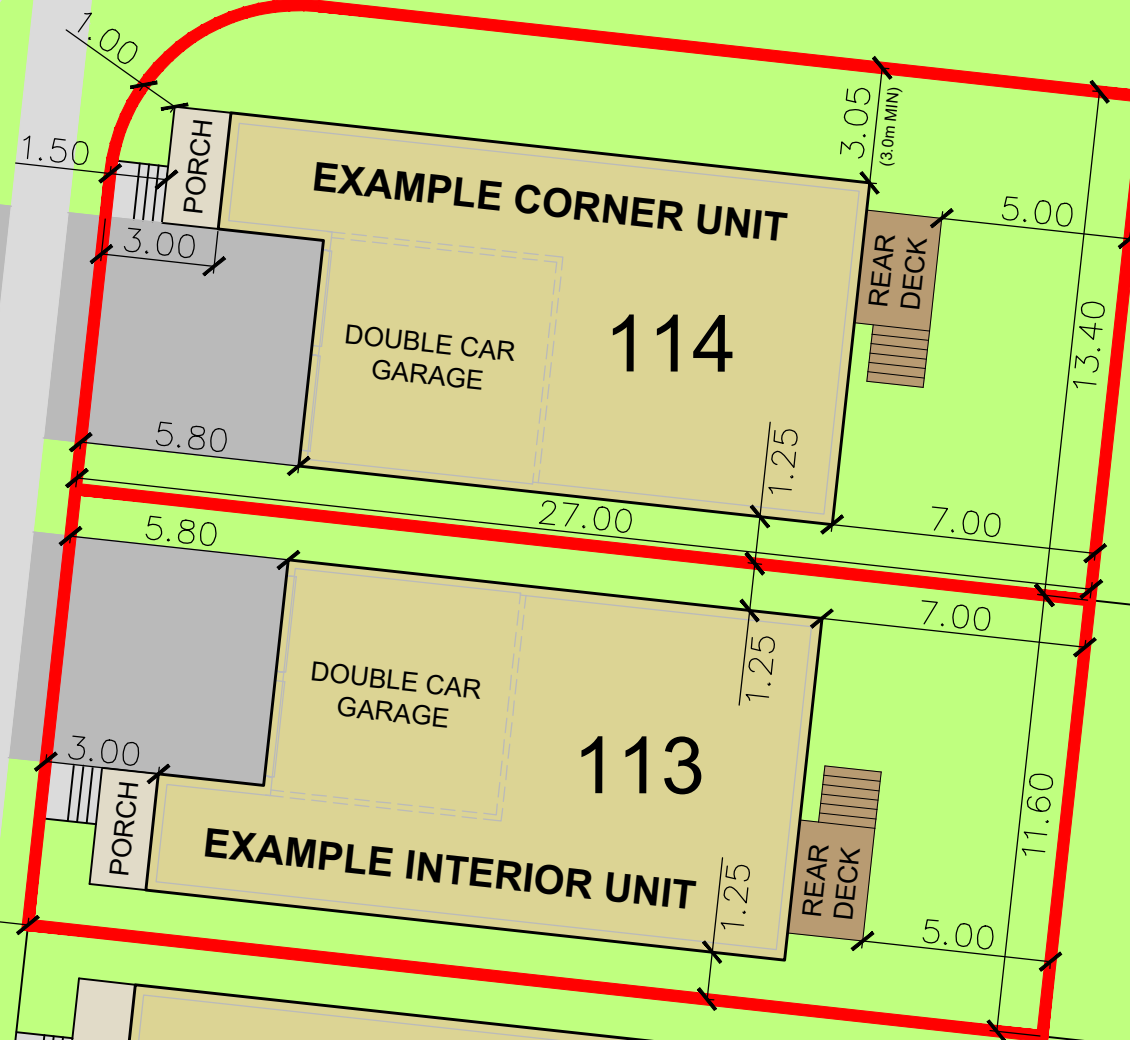 1.00
3.05
(3.0m MIN)
PORCH
1.50
EXAMPLE CORNER UNIT
5.00
3.00
REAR
DECK
DOUBLE CAR
GARAGE
114
13.40
5.80
1.25
27.00
7.00
5.80
7.00
1.25
DOUBLE CAR
GARAGE
113
3.00
PORCH
11.60
EXAMPLE INTERIOR UNIT
1.25
REAR
DECK
5.00